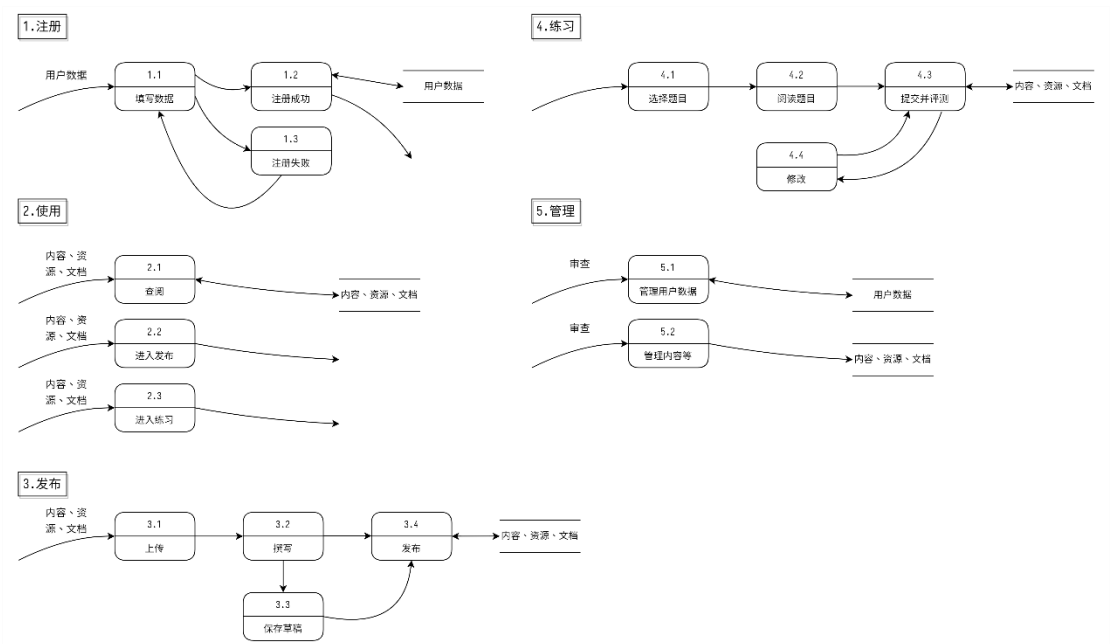 1.注册
用户数据
1.1
填写数据
1.2
注册成功
用户数据
1.3
注册失败
2.使用
内容、资
源、文档
2.1
查阅
内容、资源、文档
内容、资
源、文档
2.2
进入发布
内容、资
源、文档
2.3
进入练习
3.发布
内容、资
源、文档
3.1
上传
3.2
撰写
3.4
发布
内容、资源、文档
3.3
保存草稿
4.练习
4.1
选择题目
4.2
阅读题目
4.3
提交并评测
内容、资源、文档
4.4
修改
5.管理
审查
5.1
管理用户数据
用户数据
审查
5.2
管理内容等
内容、资源、文档